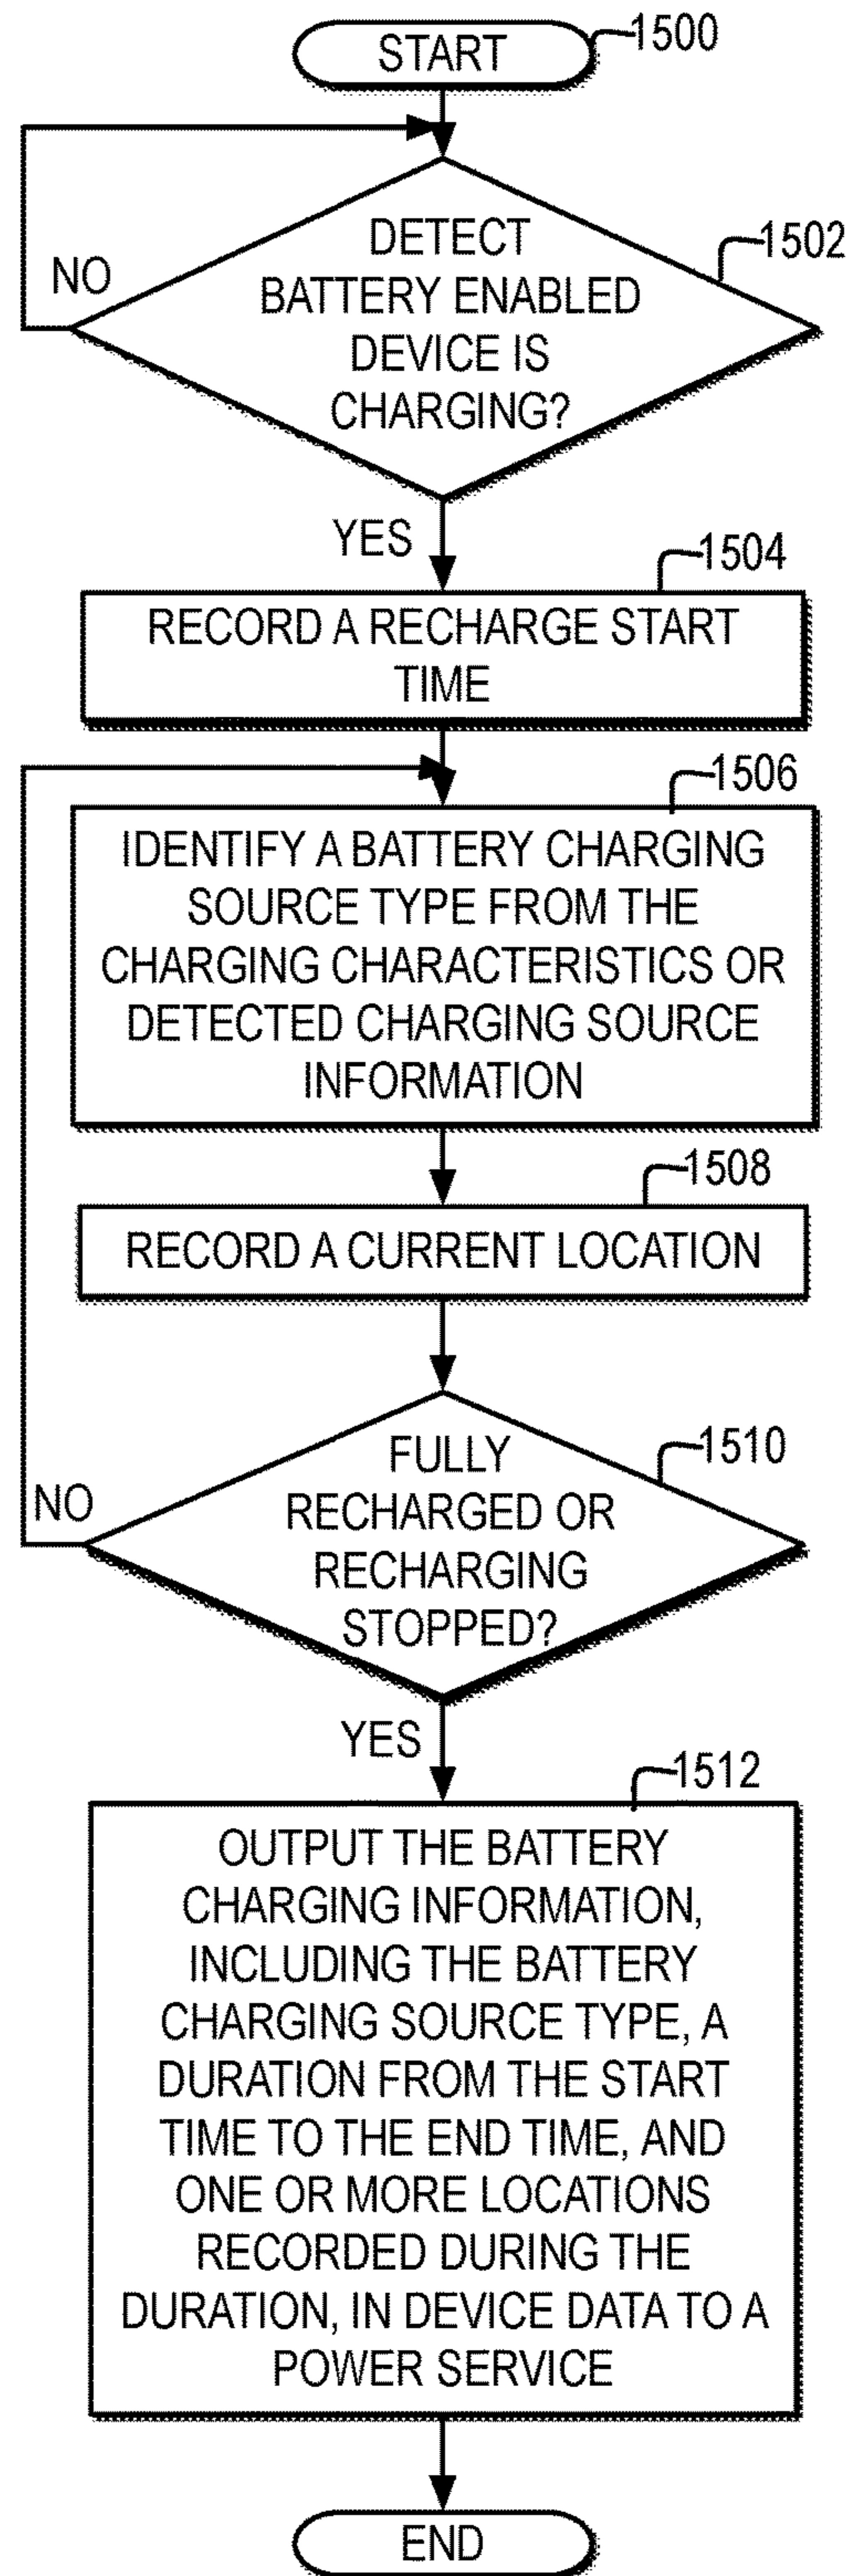 START
1500
DETECT
BATTERY ENABLED
DEVICE IS
CHARGING?
1502
NO
YES
1504
RECORD A RECHARGE START
TIME
1506
IDENTIFY A BATTERY CHARGING
SOURCE TYPE FROM THE
CHARGING CHARACTERISTICS OR
DETECTED CHARGING SOURCE
INFORMATION
1508
RECORD A CURRENT LOCATION
1510
FULLY
RECHARGED OR
RECHARGING
STOPPED?
NO
YES
1512
OUTPUT THE BATTERY
CHARGING INFORMATION,
INCLUDING THE BATTERY
CHARGING SOURCE TYPE, A
DURATION FROM THE START
TIME TO THE END TIME, AND
ONE OR MORE LOCATIONS
RECORDED DURING THE
DURATION, IN DEVICE DATA TO A
POWER SERVICE
END